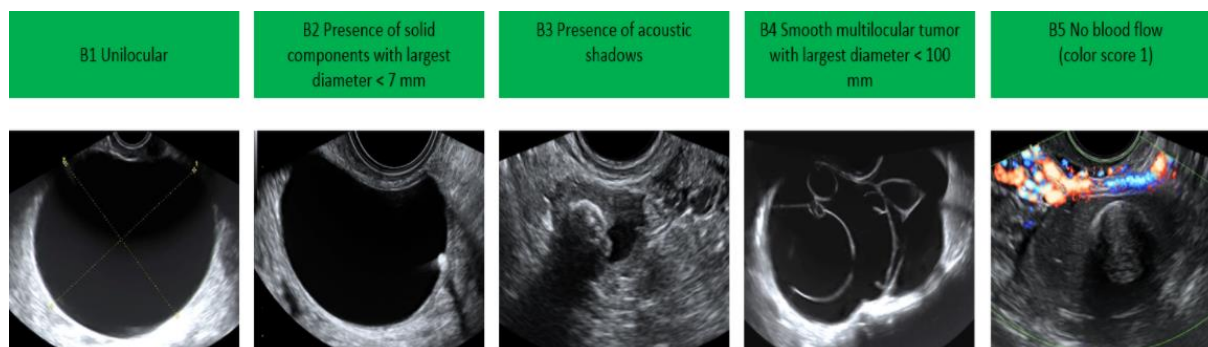 B1 Unilocular
B2 Presence of solid
components with largest
diameter < 7 mm
B3 Presence of acoustic
shadows
B4 Smooth multilocular tumor
with largest diameter < 100
mm
B5 No blood flow
(color score 1)